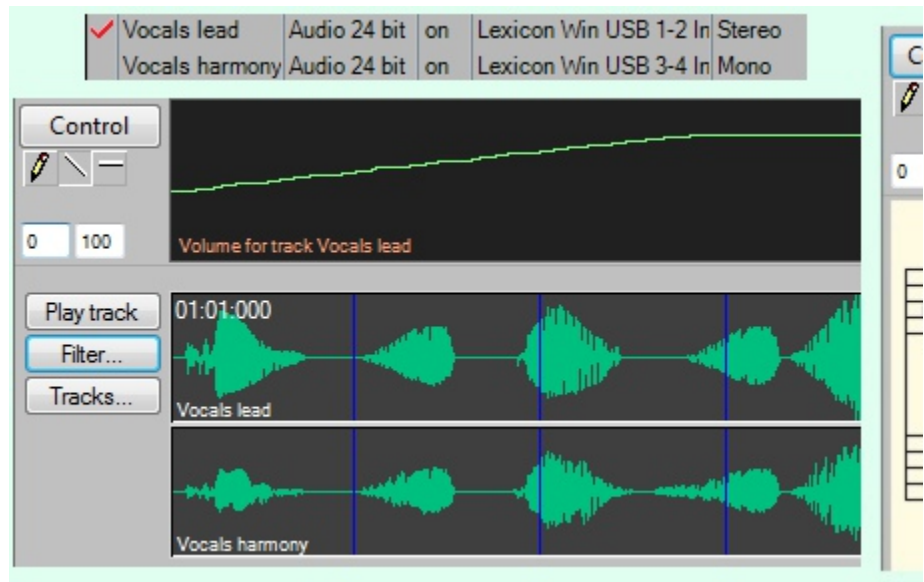 Vocals lead Audio 24 bit on Lexicon Win USB 1-2 In Stereo
Vocals harmony Audio 24 bit on Lexicon Win USB 3-4 In Mono
C
Control
0 100
0
Volume for track Vocals lead
Play track
01:01:000
Filter...
Tracks...
Vocals lead
Vocals harmony